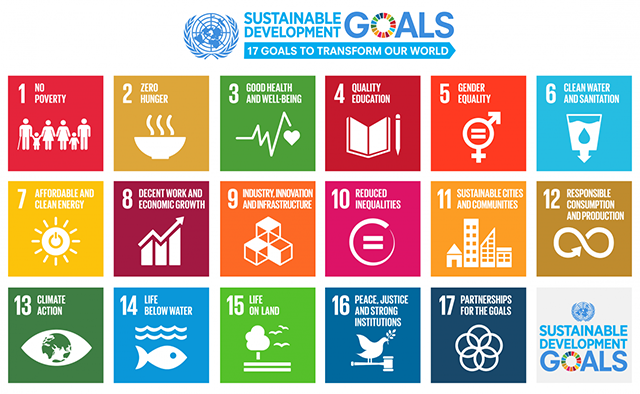 SUSTAINABLE
DEVELOPMENT
GOALS
17 GOALS TO TRANSFORM OUR WORLD
1 NO
POVERTY
2 ZERO
HUNGER
3 GOOD HEALTH
AND WELL-BEING
4 QUALITY
EDUCATION
5 GENDER
EQUALITY
6 CLEAN WATER
AND SANITATION
7 AFFORDABLE AND
CLEAN ENERGY
8 DECENT WORK AND
ECONOMIC GROWTH
9 INDUSTRY, INNOVATION
AND INFRASTRUCTURE
10 REDUCED
INEQUALITIES
11 SUSTAINABLE CITIES
AND COMMUNITIES
12 RESPONSIBLE
CONSUMPTION
AND PRODUCTION
13 CLIMATE
ACTION
14 LIFE
BELOW WATER
15 LIFE
ON LAND
16 PEACE, JUSTICE
AND STRONG
INSTITUTIONS
17 PARTNERSHIPS
FOR THE GOALS
SUSTAINABLE
DEVELOPMENT
GOALS